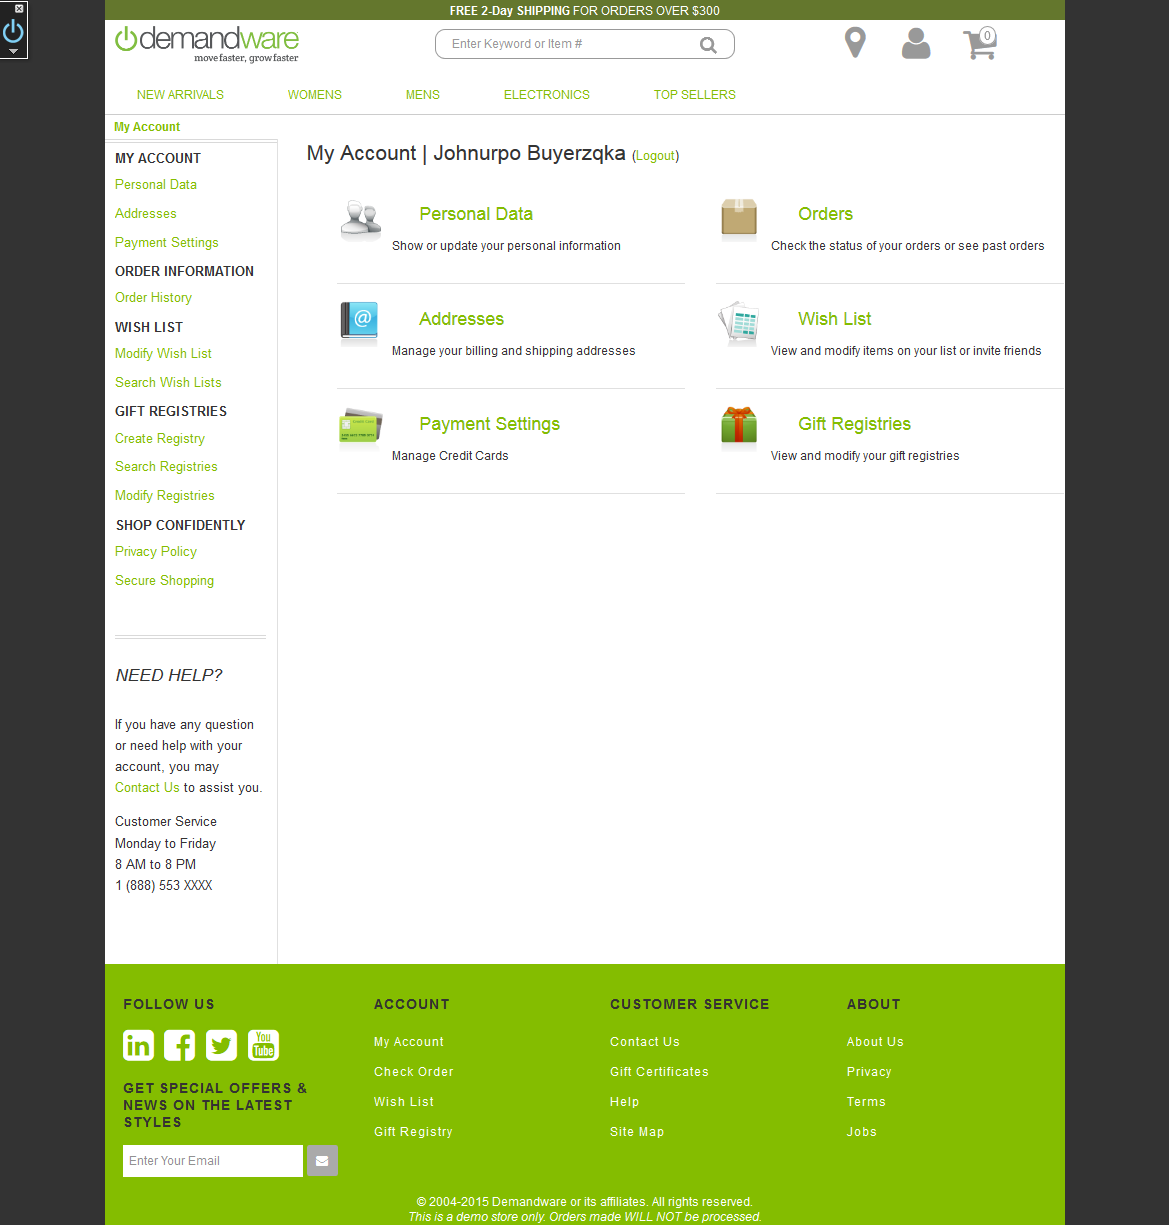 FREE 2-Day SHIPPING FOR ORDERS OVER $300
demandware
move faster, grow faster
Enter Keyword or Item #
0
NEW ARRIVALS WOMENS MENS ELECTRONICS TOP SELLERS
My Account
MY ACCOUNT
Personal Data
Addresses
Payment Settings
ORDER INFORMATION
Order History
WISH LIST
Modify Wish List
Search Wish Lists
GIFT REGISTRIES
Create Registry
Search Registries
Modify Registries
SHOP CONFIDENTLY
Privacy Policy
Secure Shopping
NEED HELP?
If you have any question
or need help with your
account, you may
Contact Us to assist you.
Customer Service
Monday to Friday
8 AM to 8 PM
1 (888) 553 XXXX
My Account | Johnurpo Buyerzqka (Logout)
Personal Data
Show or update your personal information
Orders
Check the status of your orders or see past orders
@
Addresses
Manage your billing and shipping addresses
Wish List
View and modify items on your list or invite friends
Payment Settings
Manage Credit Cards
Gift Registries
View and modify your gift registries
FOLLOW US
in
You
Tube
GET SPECIAL OFFERS &
NEWS ON THE LATEST
STYLES
Enter Your Email
ACCOUNT
My Account
Check Order
Wish List
Gift Registry
CUSTOMER SERVICE
Contact Us
Gift Certificates
Help
Site Map
ABOUT
About Us
Privacy
Terms
Jobs
© 2004-2015 Demandware or its affiliates. All rights reserved.
This is a demo store only. Orders made WILL NOT be processed.